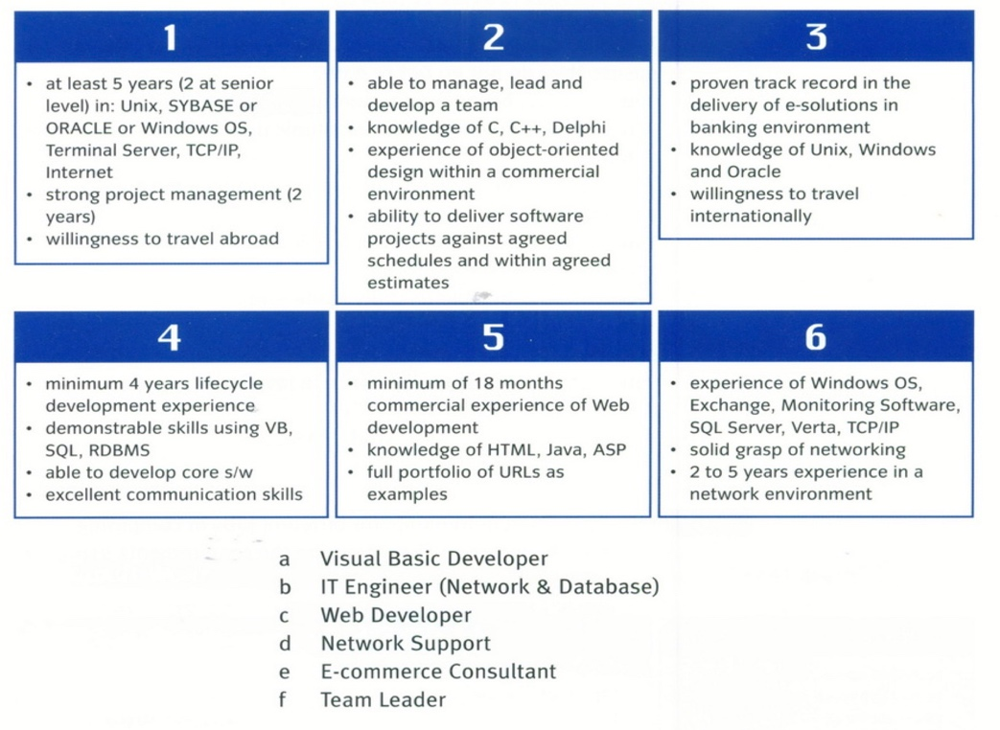 1
• at least 5 years (2 at senior
level) in: Unix, SYBASE or
ORACLE or Windows OS,
Terminal Server, TCP/IP,
Internet
• strong project management (2
years)
• willingness to travel abroad
2
• able to manage, lead and
develop a team
• knowledge of C, C++, Delphi
• experience of object-oriented
design within a commercial
environment
• ability to deliver software
projects against agreed
schedules and within agreed
estimates
3
• proven track record in the
delivery of e-solutions in
banking environment
• knowledge of Unix, Windows
and Oracle
• willingness to travel
internationally
4
• minimum 4 years lifecycle
development experience
• demonstrable skills using VB,
SQL, RDBMS
• able to develop core s/w
• excellent communication skills
5
• minimum of 18 months
commercial experience of Web
development
• knowledge of HTML, Java, ASP
• full portfolio of URLs as
examples
6
• experience of Windows OS,
Exchange, Monitoring Software,
SQL Server, Verta, TCP/IP
• solid grasp of networking
• 2 to 5 years experience in a
network environment
a Visual Basic Developer
b IT Engineer (Network & Database)
c Web Developer
d Network Support
e E-commerce Consultant
f Team Leader